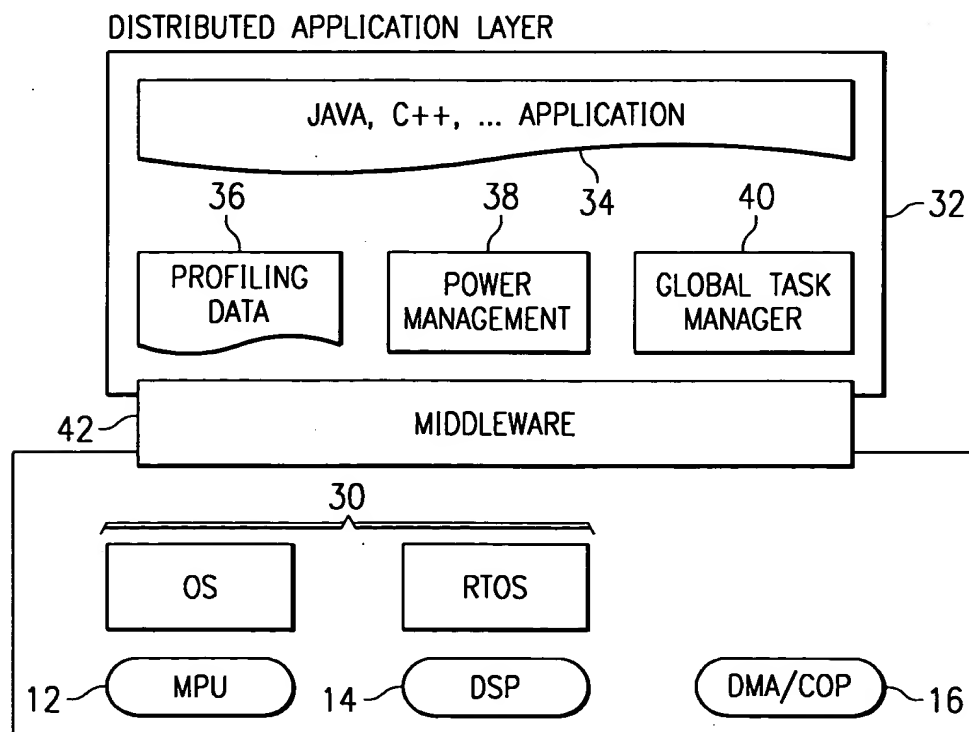 DISTRIBUTED APPLICATION LAYER
JAVA, C++, ... APPLICATION
36
38
34
40
32
PROFILING
DATA
POWER
MANAGEMENT
GLOBAL TASK
MANAGER
42
MIDDLEWARE
30
OS
RTOS
12
MPU
14
DSP
DMA/COP
16